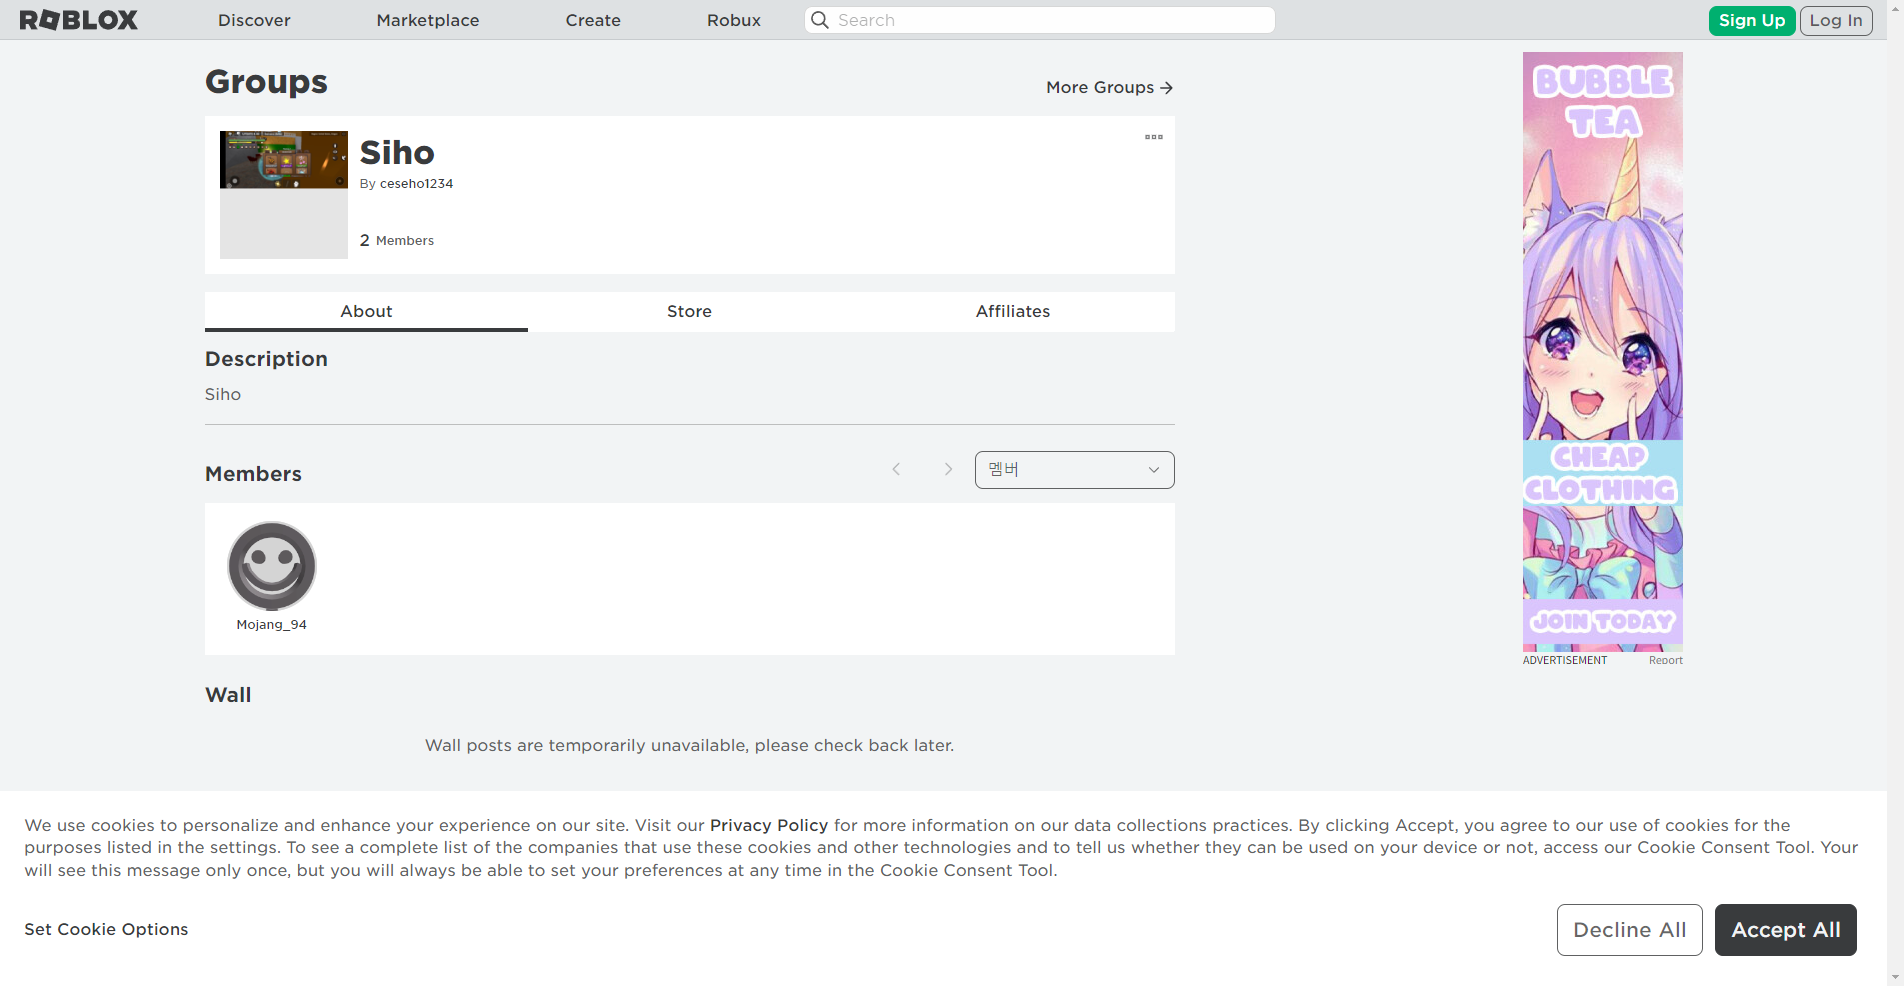 ROBLOX
Discover
Marketplace
Create
Robux
Search
Sign Up
Log In
Groups
More Groups
Siho
By ceseho1234
2 Members
About
Store
Affiliates
Description
Siho
Members
멤버
Mojang_94
Wall
Wall posts are temporarily unavailable, please check back later.
BUBBLE
TEA
CHEAP
CLOTHING
JOIN TODAY
ADVERTISEMENT
Report
We use cookies to personalize and enhance your experience on our site. Visit our Privacy Policy for more information on our data collections practices. By clicking Accept, you agree to our use of cookies for the
purposes listed in the settings. To see a complete list of the companies that use these cookies and other technologies and to tell us whether they can be used on your device or not, access our Cookie Consent Tool. Your
will see this message only once, but you will always be able to set your preferences at any time in the Cookie Consent Tool.
Set Cookie Options
Decline All
Accept All